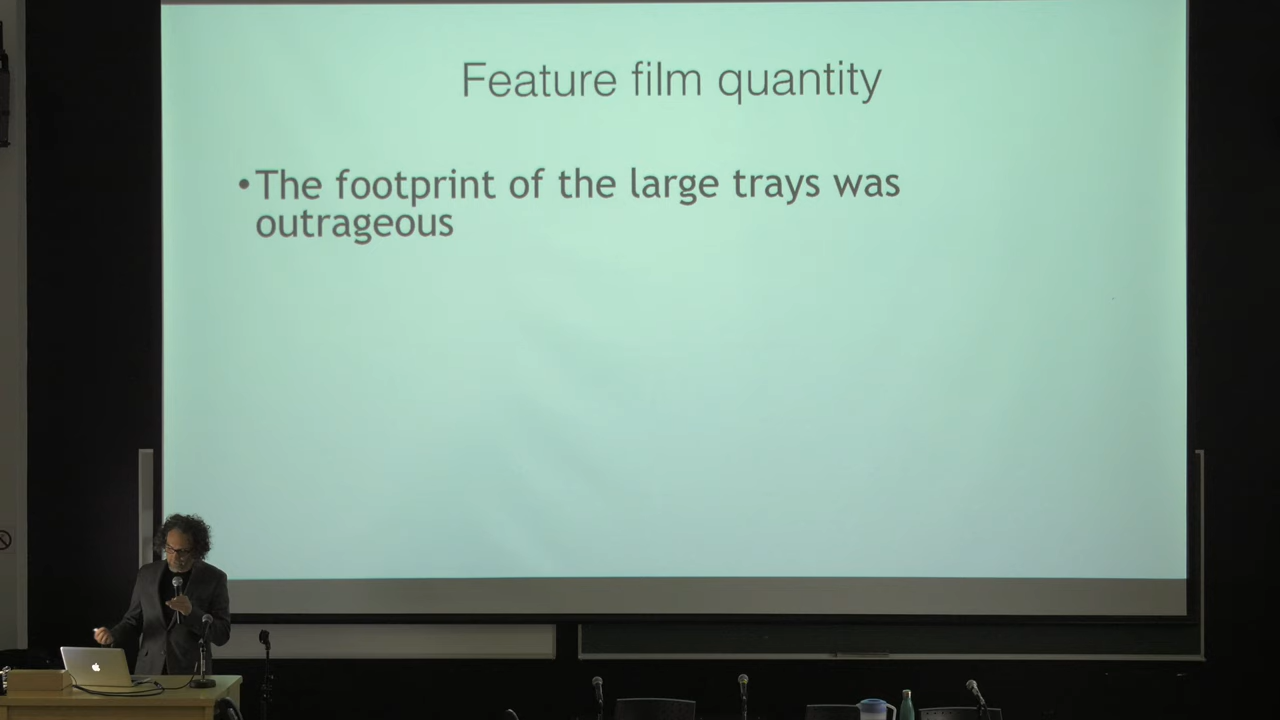 Feature film quantity
•The footprint of the large trays was
outrageous